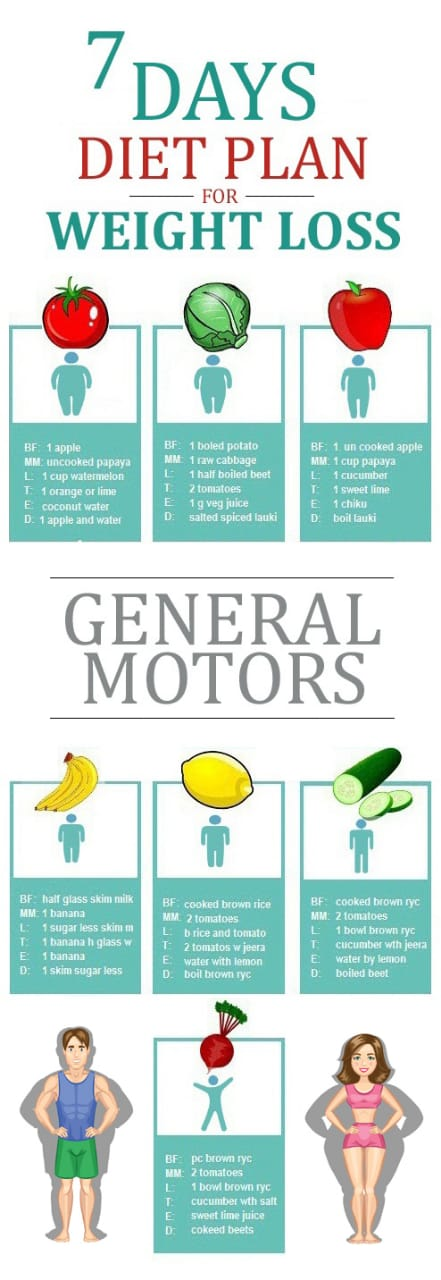 7
DAYS
DIET PLAN
FOR
WEIGHT LOSS
BF: 1 apple
MM: uncooked papaya
L: 1 cup watermelon
T: 1 orange or lime
E: coconut water
D: 1 apple and water
BF: 1 boled potato
MM: 1 raw cabbage
L: 1 half boiled beet
T: 2 tomatoes
E: 1 g veg juice
D: salted spiced lauki
BF: 1 un cooked apple
MM: 1 cup papaya
L: 1 cucumber
T: 1 sweet lime
E: 1 chiku
D: boil lauki
GENERAL
MOTORS
BF: half glass skim milk
MM: 1 banana
L: 1 sugar less skim m
T: 1 banana h glass w
E: 1 banana
D: 1 skim sugar less
BF: cooked brown rice
MM: 2 tomatoes
L: b rice and tomato
T: 2 tomatos w jeera
E: water with lemon
D: boil brown ryc
BF: cooked brown ryc
MM: 2 tomatoes
L: 1 bowl brown ryc
T: cucumber wth jeera
E: water by lemon
D: boiled beet
BF: pc brown ryc
MM: 2 tomatoes
L: 1 bowl brown ryc
T: cucumber wth salt
E: sweet lime juice
D: cokeed beets